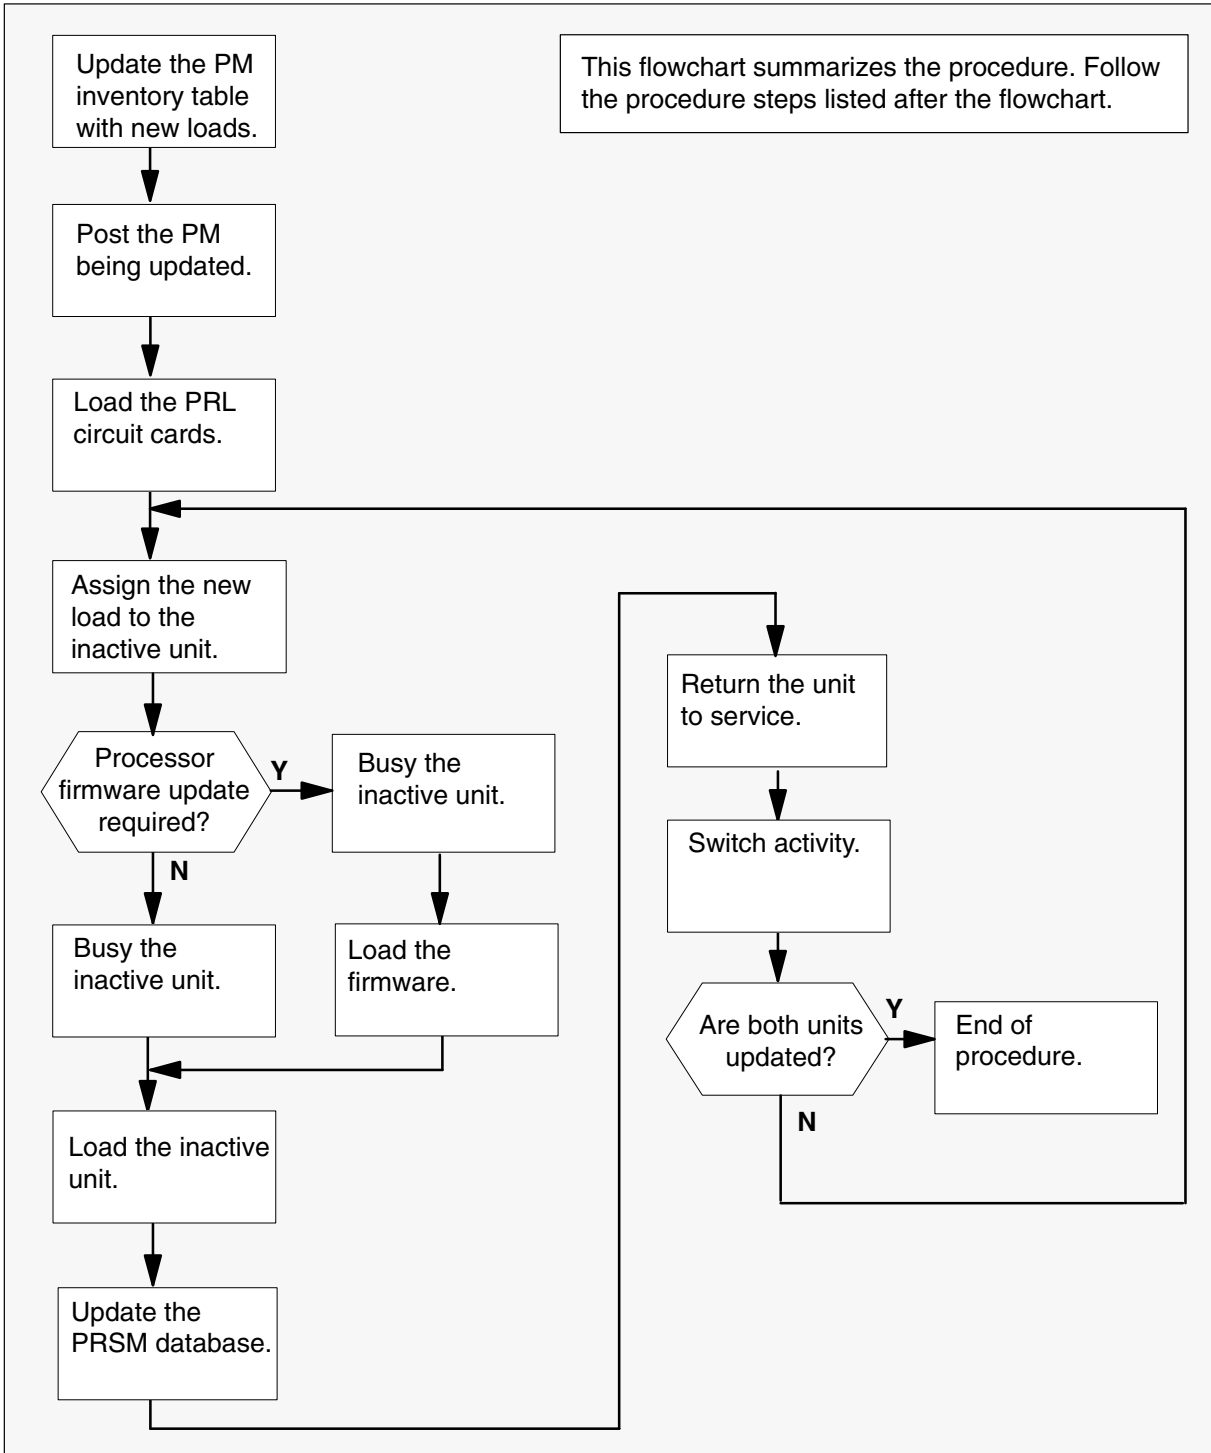 Update the PM
inventory table
with new loads.
This flowchart summarizes the procedure. Follow
the procedure steps listed after the flowchart.
Post the PM
being updated.
Load the PRL
circuit cards.
Assign the new
load to the
inactive unit.
Processor
firmware update
required?
Y
N
Busy the
inactive unit.
Load the
firmware.
Busy the
inactive unit.
Load the inactive
unit.
Update the
PRSM database.
Return the unit
to service.
Switch activity.
Are both units
updated?
Y
N
End of
procedure.